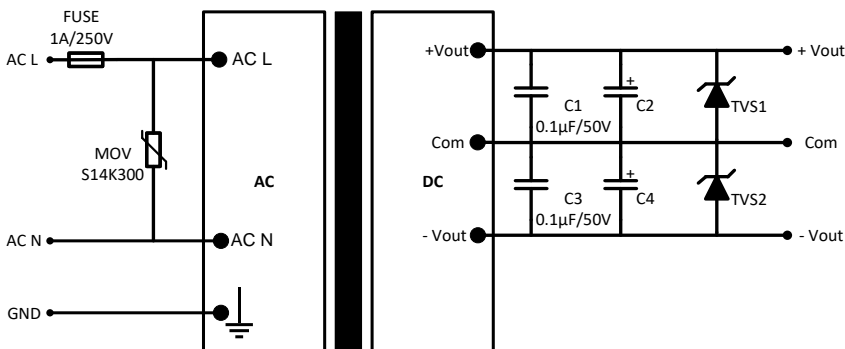 FUSE
1A/250V
AC L
AC L
+Vout
+ Vout
C1
C2
TVS1
0.1µF/50V
Com
Com
MOV
S14K300
AC
DC
C3
C4
TVS2
0.1µF/50V
AC N
AC N
- Vout
- Vout
GND
+
+